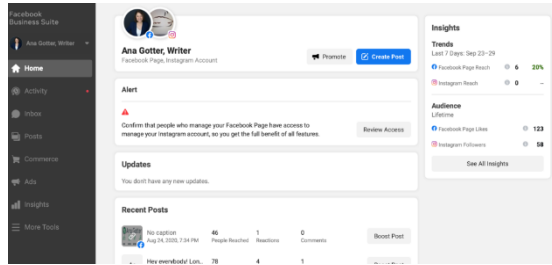 Facebook
Business Suite
Ana Gotter, Writer
Home
Activity
Inbox
Posts
Commerce
Ads
Insights
More Tools
Ana Gotter, Writer
Facebook Page, Instagram Account
Promote
Create Post
Alert
Confirm that people who manage your Facebook Page have access to
manage your Instagram account, so you get the full benefit of all features.
Review Access
Updates
You don't have any new updates.
Recent Posts
No caption
Aug 24, 2020, 7:34 PM
46
People Reached
1
Reactions
0
Comments
Boost Post
Hey everybody! Lon..
78
4
1
Boost Post
Insights
Trends
Last 7 Days: Sep 23–29
Facebook Page Reach 6 20%
Instagram Reach 0 --
Audience
Lifetime
Facebook Page Likes 123
Instagram Followers 58
See All Insights